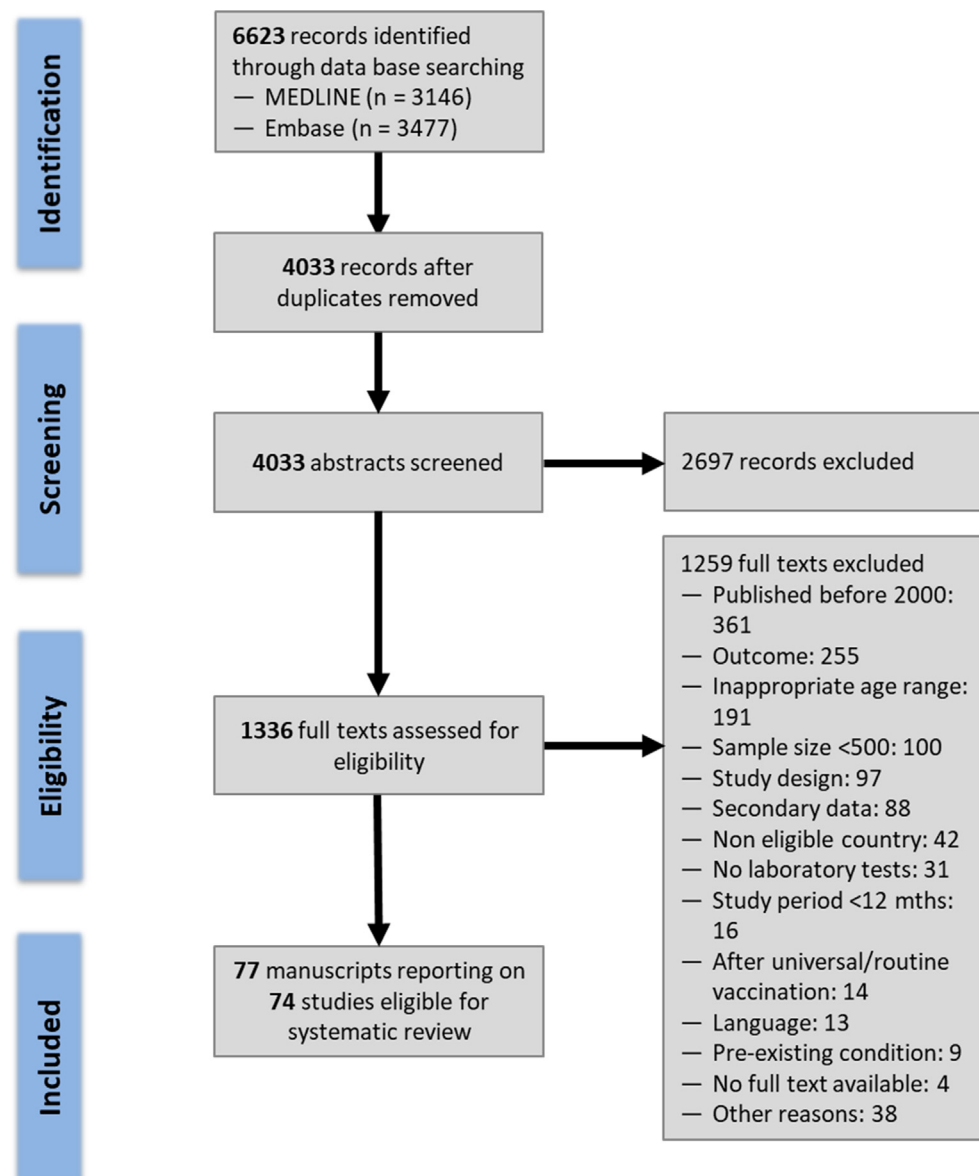 Identification
6623 records identified
through data base searching
— MEDLINE (n = 3146)
— Embase (n = 3477)
4033 records after
duplicates removed
Screening
4033 abstracts screened
2697 records excluded
Eligibility
1336 full texts assessed for
eligibility
1259 full texts excluded
— Published before 2000:
361
— Outcome: 255
— Inappropriate age range:
191
— Sample size <500: 100
— Study design: 97
— Secondary data: 88
— Non eligible country: 42
— No laboratory tests: 31
— Study period <12 mths:
16
— After universal/routine
vaccination: 14
— Language: 13
— Pre-existing condition: 9
— No full text available: 4
— Other reasons: 38
Included
77 manuscripts reporting on
74 studies eligible for
systematic review